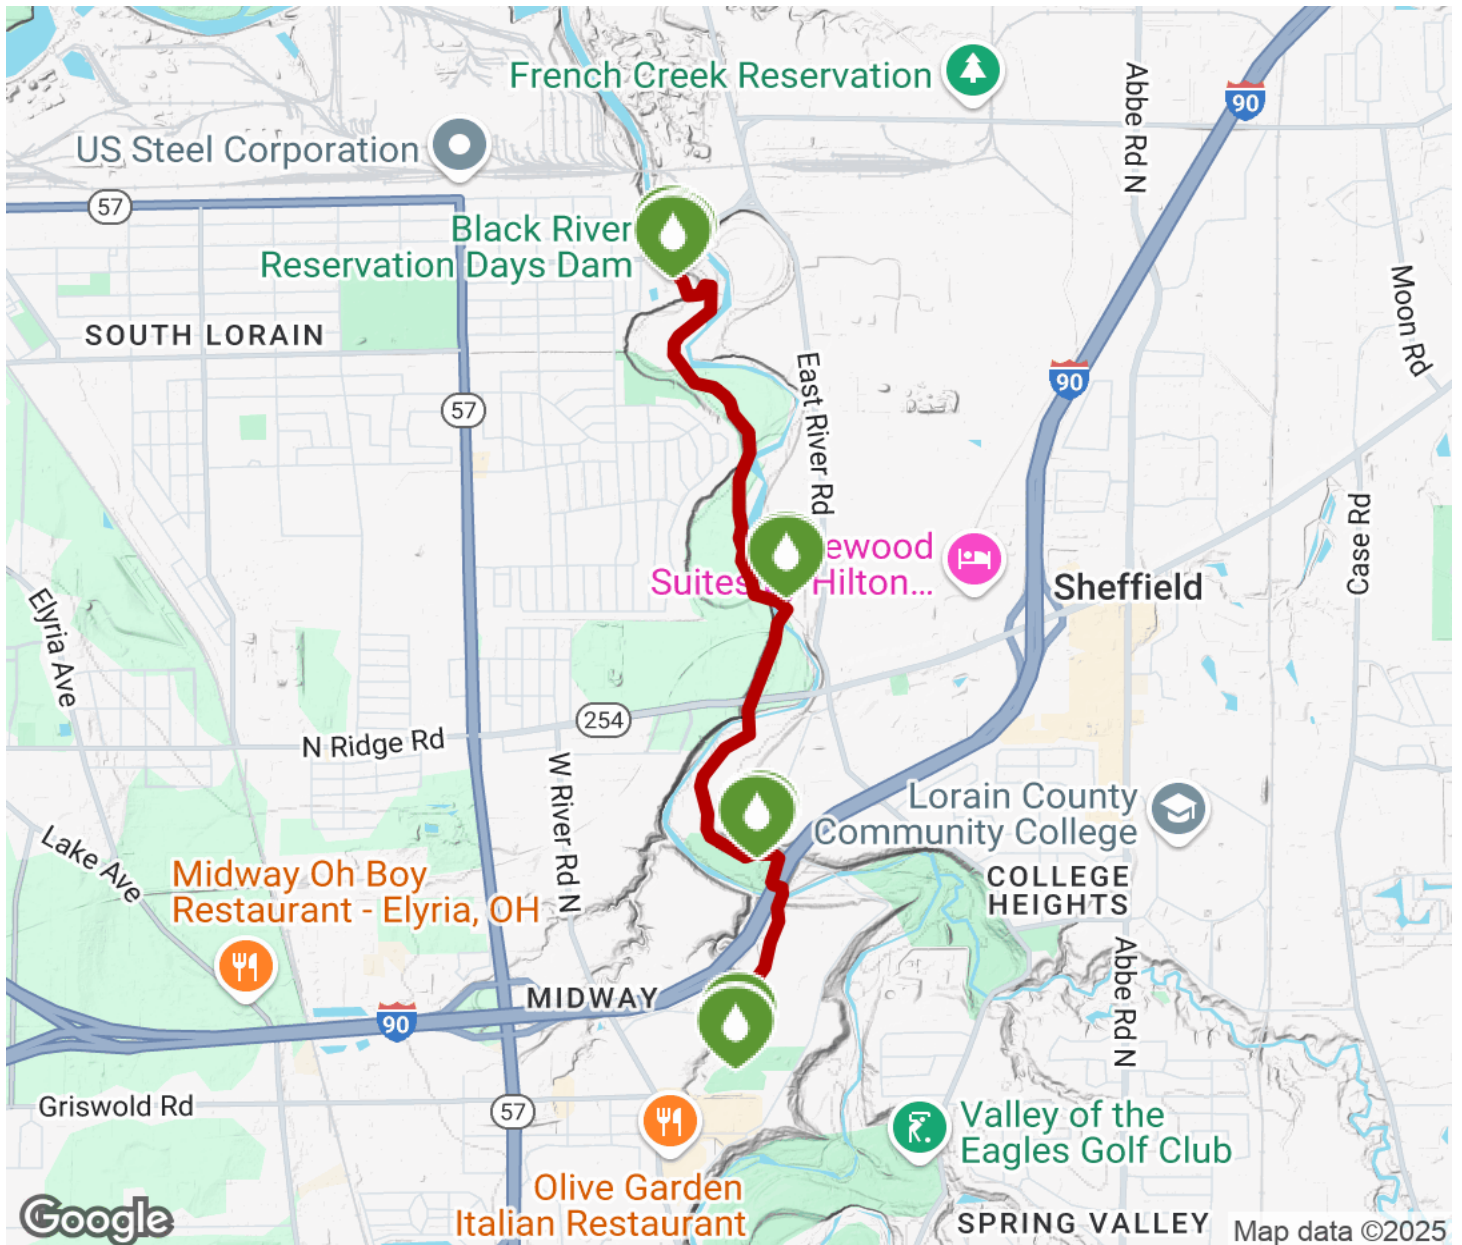 French Creek Reservation
Abbe Rd N
90
US Steel Corporation
57
Black River
Reservation Days Dam
Moon Rd
SOUTH LORAIN
East River Rd
90
57
Case Rd
ewood
Suites
Hilton...
Sheffield
Elyria Ave
254
N Ridge Rd
W River Rd N
Lorain County
Community College
Lake Ave
Midway Oh Boy
Restaurant - Elyria, OH
COLLEGE
HEIGHTS
Abbe Rd N
MIDWAY
90
Griswold Rd
57
Valley of the
Eagles Golf Club
Olive Garden
Italian Restaurant
SPRING VALLEY
Google
Map data ©2025